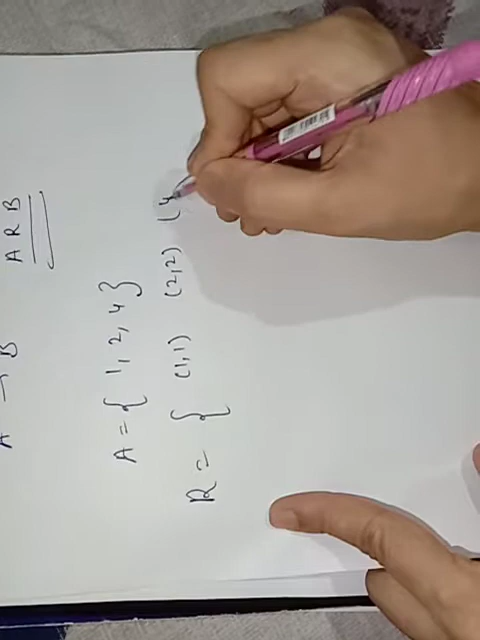 A → B
A R B
A = { 1, 2, 4 }
R = { (1,1) (2,2) (4